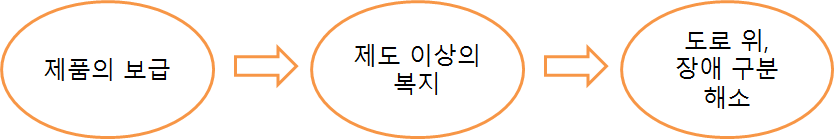 제품의 보급
제도 이상의
복지
도로 위,
장애 구분
해소